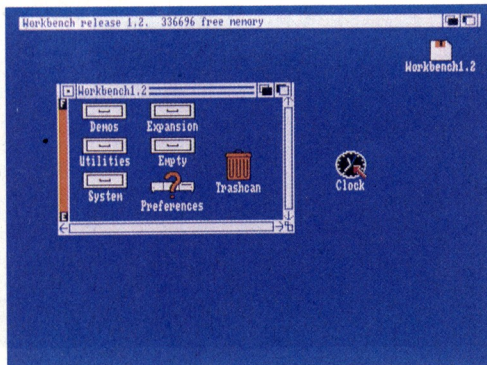 Workbench release 1.2.  336696 free memory
Workbench1.2
Workbench1.2
F
Demos
Expansion
Utilities
Empty
Trashcan
Clock
System
Preferences
E